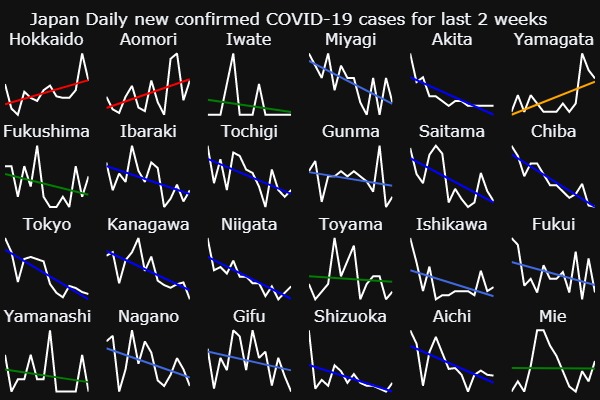 Japan Daily new confirmed COVID-19 cases for last 2 weeks
Hokkaido Aomori Iwate Miyagi Akita Yamagata
Fukushima Ibaraki Tochigi Gunma Saitama Chiba
Tokyo Kanagawa Niigata Toyama Ishikawa Fukui
Yamanashi Nagano Gifu Shizuoka Aichi Mie